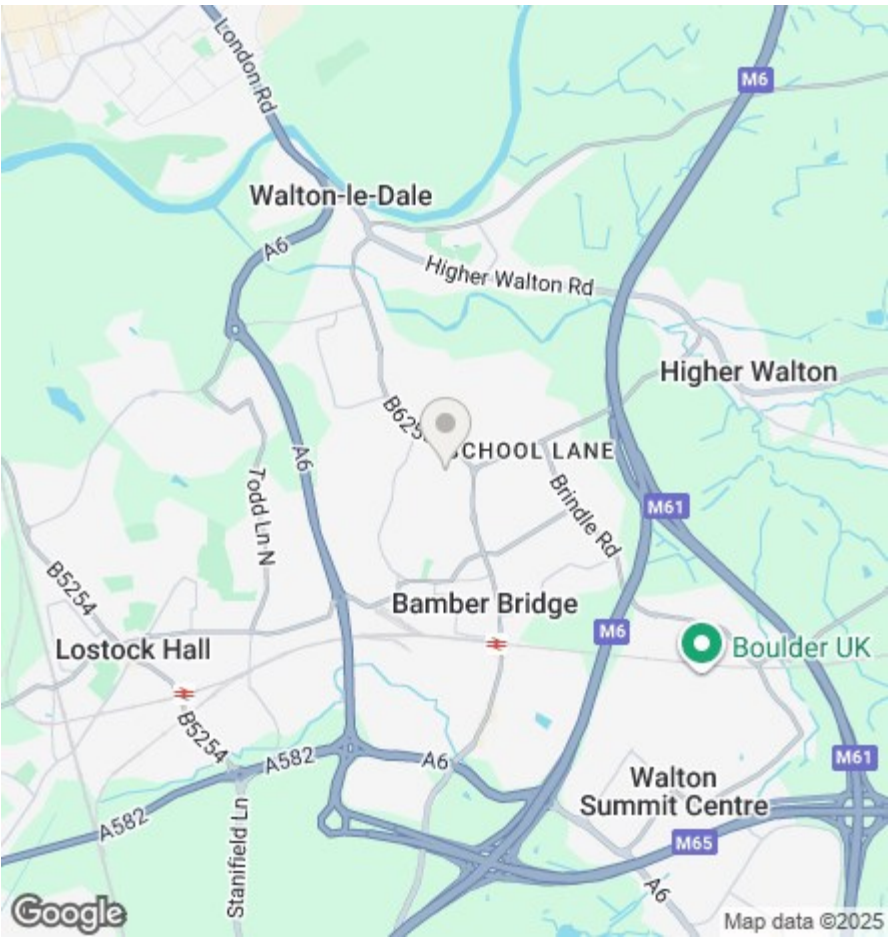 London Rd
M6
Walton-le-Dale
A6
Higher Walton Rd
Higher Walton
B625
SCHOOL LANE
A6
Todd Ln N
Brindle Rd
M61
B5254
Bamber Bridge
M6
Lostock Hall
Boulder UK
B5254
A582
A6
M61
Walton
Summit Centre
A582
Stanifield Ln
M65
A6
Google
Map data ©2025